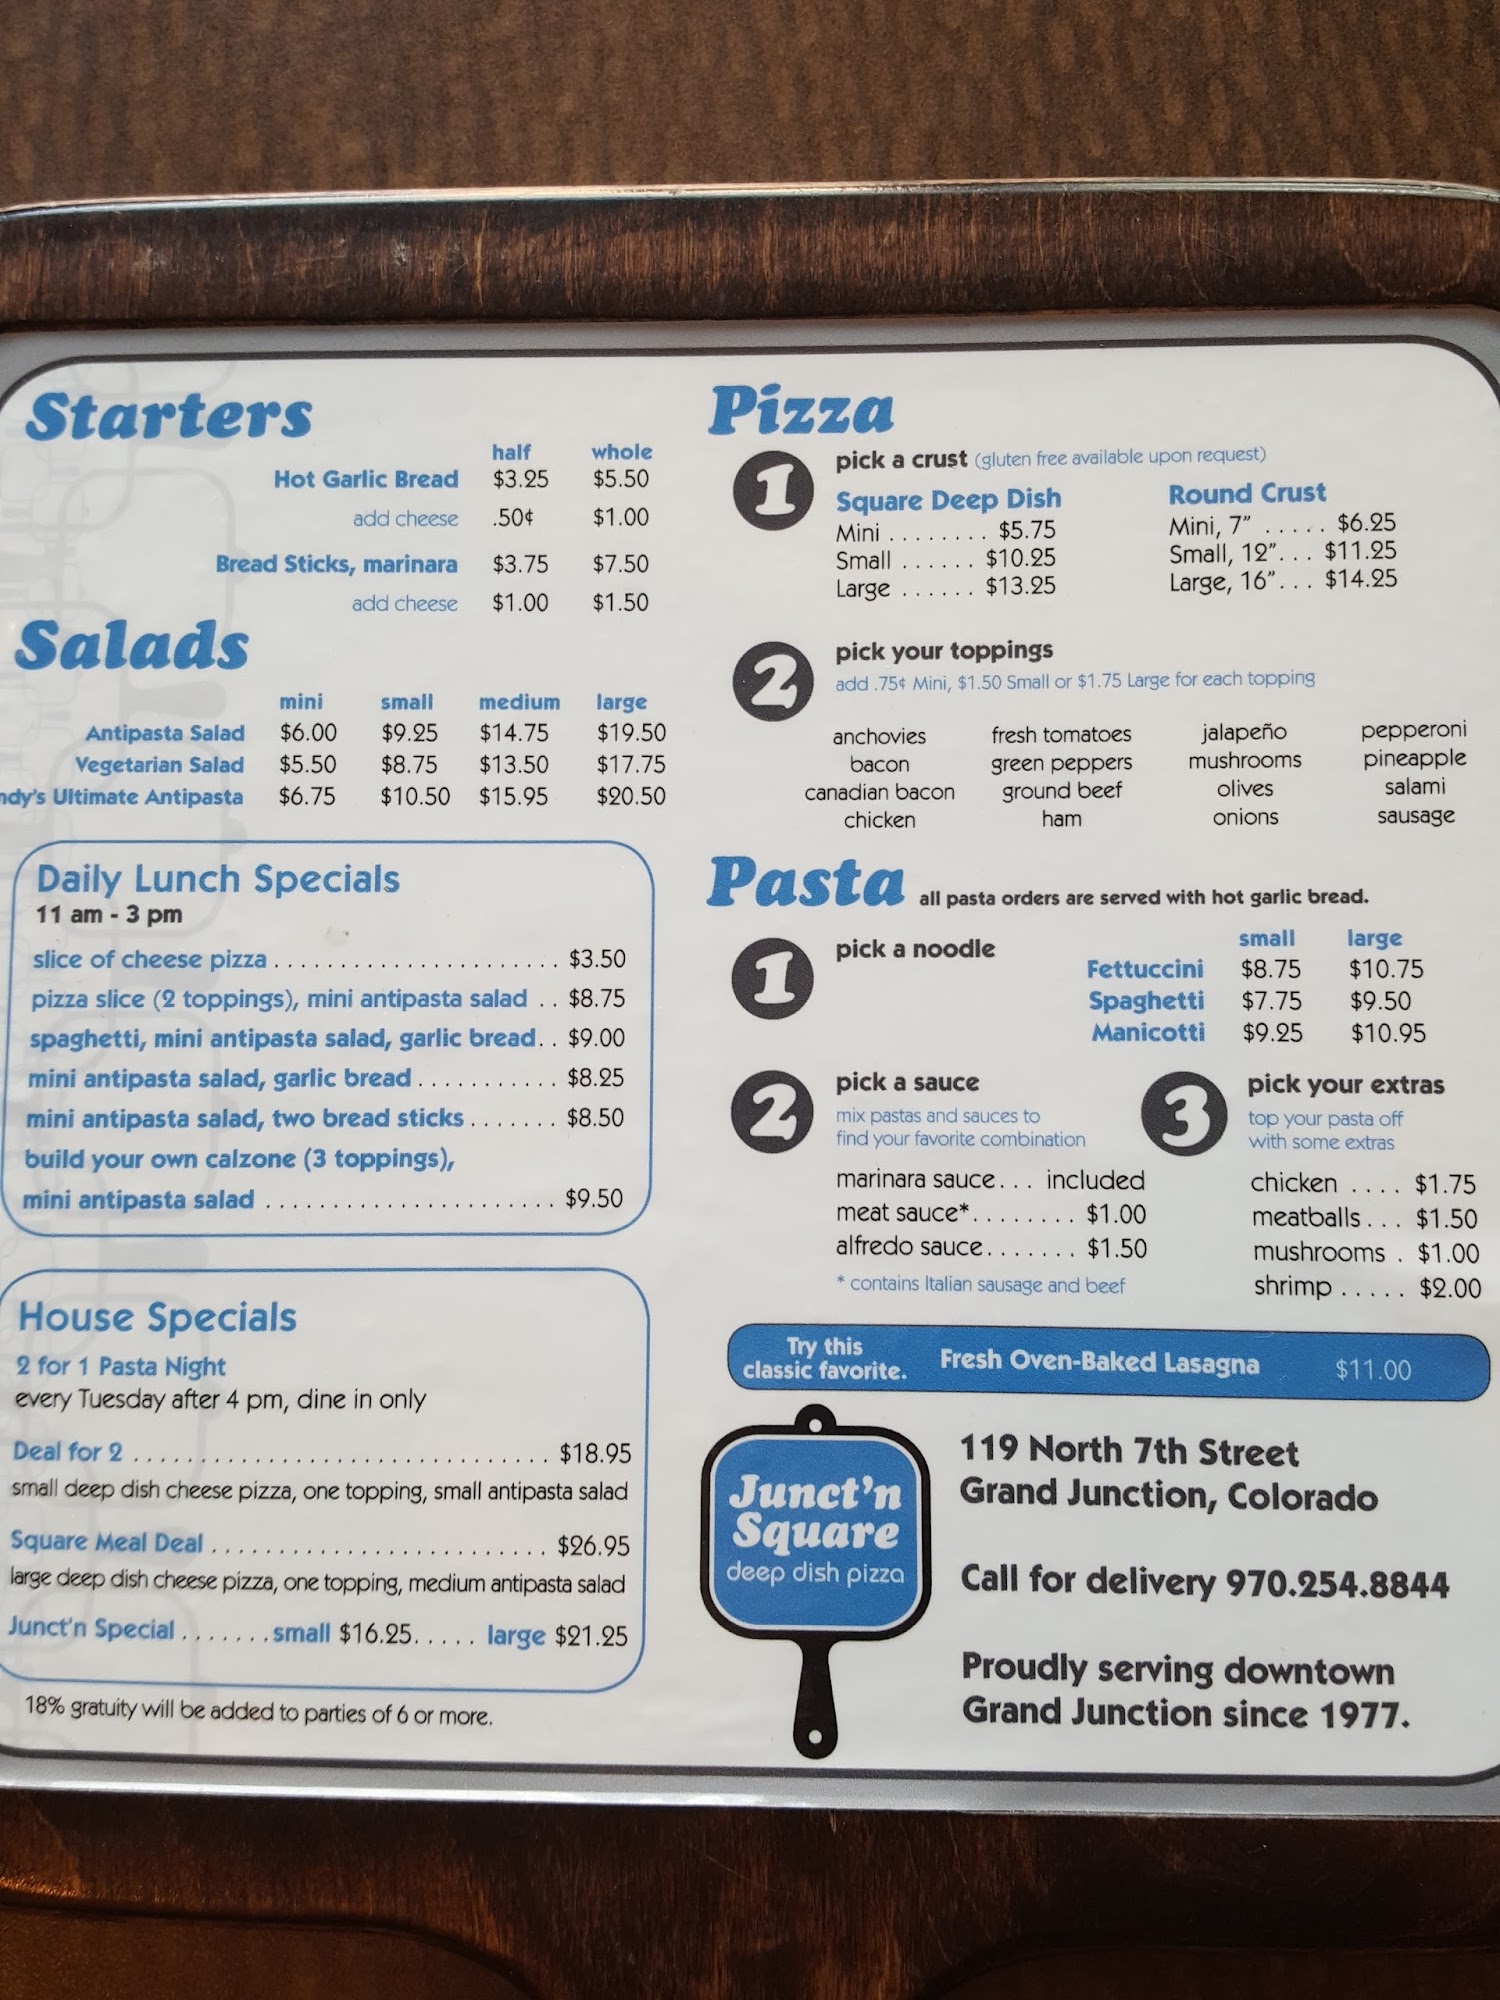 Starters
half whole
Hot Garlic Bread $3.25 $5.50
add cheese .50¢ $1.00
Bread Sticks, marinara $3.75 $7.50
add cheese $1.00 $1.50
Salads
mini small medium large
Antipasta Salad $6.00 $9.25 $14.75 $19.50
Vegetarian Salad $5.50 $8.75 $13.50 $17.75
Ultimate Antipasta $6.75 $10.50 $15.95 $20.50
Daily Lunch Specials
11 am - 3 pm
slice of cheese pizza ...................... $3.50
pizza slice (2 toppings), mini antipasta salad .. $8.75
spaghetti, mini antipasta salad, garlic bread.. $9.00
mini antipasta salad, garlic bread ........... $8.25
mini antipasta salad, two bread sticks ....... $8.50
build your own calzone (3 toppings),
mini antipasta salad ...................... $9.50
House Specials
2 for 1 Pasta Night
every Tuesday after 4 pm, dine in only
Deal for 2 ................................ $18.95
small deep dish cheese pizza, one topping, small antipasta salad
Square Meal Deal .......................... $26.95
large deep dish cheese pizza, one topping, medium antipasta salad
Junct'n Special ....... small $16.25..... large $21.25
18% gratuity will be added to parties of 6 or more.
Pizza
1 pick a crust (gluten free available upon request)
Square Deep Dish Round Crust
Mini ........ $5.75 Mini, 7" ..... $6.25
Small ...... $10.25 Small, 12"... $11.25
Large ...... $13.25 Large, 16"... $14.25
2 pick your toppings
add .75¢ Mini, $1.50 Small or $1.75 Large for each topping
anchovies fresh tomatoes jalapeño pepperoni
bacon green peppers mushrooms pineapple
canadian bacon ground beef olives salami
chicken ham onions sausage
Pasta all pasta orders are served with hot garlic bread.
1 pick a noodle
small large
Fettuccini $8.75 $10.75
Spaghetti $7.75 $9.50
Manicotti $9.25 $10.95
2 pick a sauce
mix pastas and sauces to
find your favorite combination
marinara sauce... included
meat sauce*........ $1.00
alfredo sauce....... $1.50
* contains Italian sausage and beef
3 pick your extras
top your pasta off
with some extras
chicken .... $1.75
meatballs... $1.50
mushrooms . $1.00
shrimp ..... $2.00
Try this
classic favorite. Fresh Oven-Baked Lasagna $11.00
Junct'n
Square
deep dish pizza
119 North 7th Street
Grand Junction, Colorado
Call for delivery 970.254.8844
Proudly serving downtown
Grand Junction since 1977.